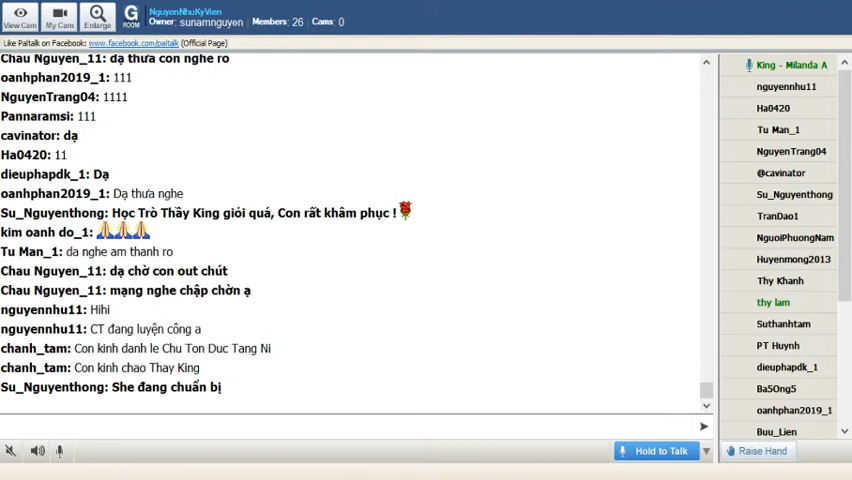 View Cam
My Cam
Enlarge
G
ROOM
NguyenNhuKyVien
Owner: sunamnguyen Members: 26 Cams: 0
Like Paltalk on Facebook: www.facebook.com/paltalk (Official Page)
Chau Nguyen_11: dạ thưa con nghe rõ
oanhphan2019_1: 111
NguyenTrang04: 1111
Pannaramsi: 111
cavinator: dạ
Ha0420: 11
dieuphapdk_1: Dạ
oanhphan2019_1: Dạ thưa nghe
Su_Nguyenthong: Học Trò Thầy King giỏi quá, Con rất khâm phục !
kim oanh do_1:
Tu Man_1: da nghe am thanh ro
Chau Nguyen_11: dạ chờ con out chút
Chau Nguyen_11: mạng nghe chập chờn ạ
nguyennhu11: Hihi
nguyennhu11: CT đang luyện công a
chanh_tam: Con kinh danh le Chu Ton Duc Tang Ni
chanh_tam: Con kinh chao Thay King
Su_Nguyenthong: She đang chuẩn bị
Hold to Talk
King - Milanda A
nguyennhu11
Ha0420
Tu Man_1
NguyenTrang04
@cavinator
Su_Nguyenthong
TranDao1
NguoiPhuongNam
Huyenmong2013
Thy Khanh
thy lam
Suthanhtam
PT Huynh
dieuphapdk_1
Ba5Ong5
oanhphan2019_1
Buu_Lien
Raise Hand